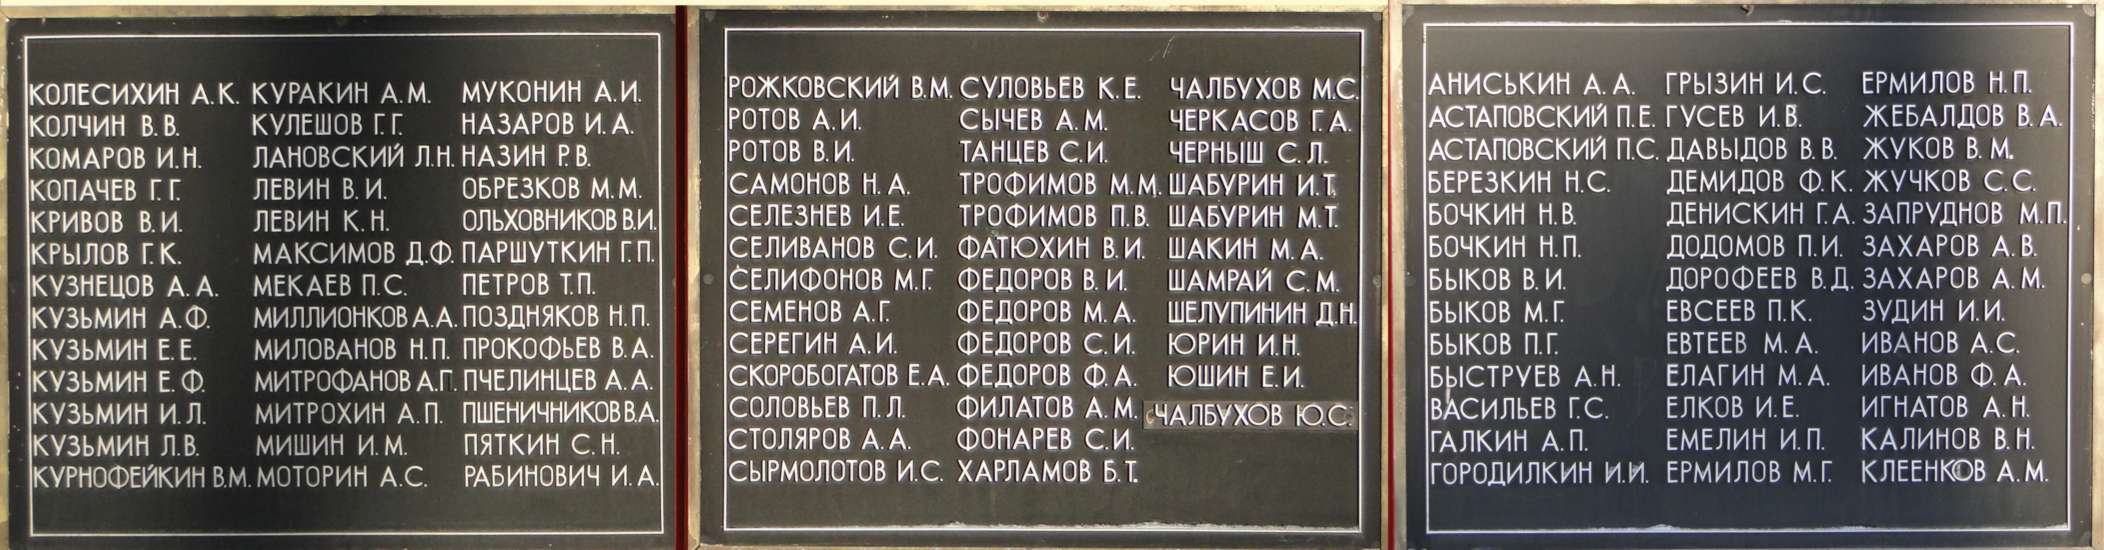 КОЛЕСИХИН А.К.
КОЛЧИН В.В.
КОМАРОВ И.Н.
КОПАЧЕВ Г.Г.
КРИВОВ В.И.
КРЫЛОВ Г.К.
КУЗНЕЦОВ А.А.
КУЗЬМИН А.Ф.
КУЗЬМИН Е.Е.
КУЗЬМИН Е.Ф.
КУЗЬМИН И.Л.
КУЗЬМИН Л.В.
КУРНОФЕЙКИН В.М.
КУРАКИН А.М.
КУЛЕШОВ Г.Г.
ЛАНОВСКИЙ Л.Н.
ЛЕВИН В.И.
ЛЕВИН К.Н.
МАКСИМОВ Д.Ф.
МЕКАЕВ П.С.
МИЛЛИОНКОВ А.А.
МИЛОВАНОВ Н.П.
МИТРОФАНОВ А.П.
МИТРОХИН А.П.
МИШИН И.М.
МОТОРИН А.С.
МУКОНИН А.И.
НАЗАРОВ И.А.
НАЗИН Р.В.
ОБРЕЗКОВ М.М.
ОЛЬХОВНИКОВ В.И.
ПАРШУТКИН Г.П.
ПЕТРОВ Т.П.
ПОЗДНЯКОВ Н.П.
ПРОКОФЬЕВ В.А.
ПЧЕЛИНЦЕВ А.А.
ПШЕНИЧНИКОВ В.А.
ПЯТКИН С.Н.
РАБИНОВИЧ И.А.
РОЖКОВСКИЙ В.М.
РОТОВ А.И.
РОТОВ В.И.
САМОНОВ Н.А.
СЕЛЕЗНЕВ И.Е.
СЕЛИВАНОВ С.И.
СЕЛИФОНОВ М.Г.
СЕМЕНОВ А.Г.
СЕРЕГИН А.И.
СКОРОБОГАТОВ Е.А.
СОЛОВЬЕВ П.Л.
СТОЛЯРОВ А.А.
СЫРМОЛОТОВ И.С.
СУЛОВЬЕВ К.Е.
СЫЧЕВ А.М.
ТАНЦЕВ С.И.
ТРОФИМОВ М.М.
ТРОФИМОВ П.В.
ФАТЮХИН В.И.
ФЕДОРОВ В.И.
ФЕДОРОВ М.А.
ФЕДОРОВ С.И.
ФЕДОРОВ Ф.А.
ФИЛАТОВ А.М.
ФОНАРЕВ С.И.
ХАРЛАМОВ Б.Т.
ЧАЛБУХОВ М.С.
ЧЕРКАСОВ Г.А.
ЧЕРНЫШ С.Л.
ШАБУРИН И.Т.
ШАБУРИН М.Т.
ШАКИН М.А.
ШАМРАЙ С.М.
ШЕЛУПИНИН Д.Н.
ЮРИН И.Н.
ЮШИН Е.И.
ЧАЛБУХОВ Ю.С.
АНИСЬКИН А.А.
АСТАПОВСКИЙ П.Е.
АСТАПОВСКИЙ П.С.
БЕРЕЗКИН Н.С.
БОЧКИН Н.В.
БОЧКИН Н.П.
БЫКОВ В.И.
БЫКОВ М.Г.
БЫКОВ П.Г.
БЫСТРУЕВ А.Н.
ВАСИЛЬЕВ Г.С.
ГАЛКИН А.П.
ГОРОДИЛКИН И.И.
ГРЫЗИН И.С.
ГУСЕВ И.В.
ДАВЫДОВ В.В.
ДЕМИДОВ Ф.К.
ДЕНИСКИН Г.А.
ДОДОМОВ П.И.
ДОРОФЕЕВ В.Д.
ЕВСЕЕВ П.К.
ЕВТЕЕВ М.А.
ЕЛАГИН М.А.
ЕЛКОВ И.Е.
ЕМЕЛИН И.П.
ЕРМИЛОВ М.Г.
ЕРМИЛОВ Н.П.
ЖЕБАЛДОВ В.А.
ЖУКОВ В.М.
ЖУЧКОВ С.С.
ЗАПРУДНОВ М.П.
ЗАХАРОВ А.В.
ЗАХАРОВ А.М.
ЗУДИН И.И.
ИВАНОВ А.С.
ИВАНОВ Ф.А.
ИГНАТОВ А.Н.
КАЛИНОВ В.Н.
КЛЕЕНКОВ А.М.